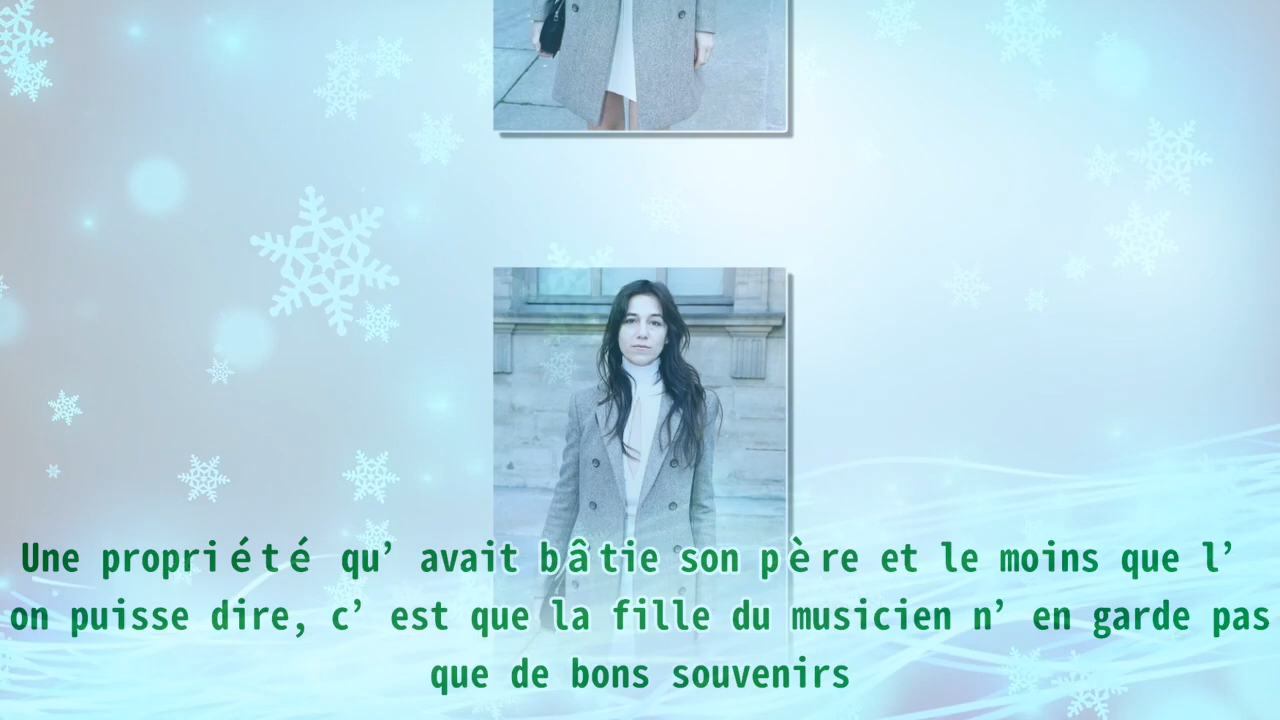 Une propriété qu’ avait bâtie son père et le moins que l’
on puisse dire, c’ est que la fille du musicien n’ en garde pas
que de bons souvenirs